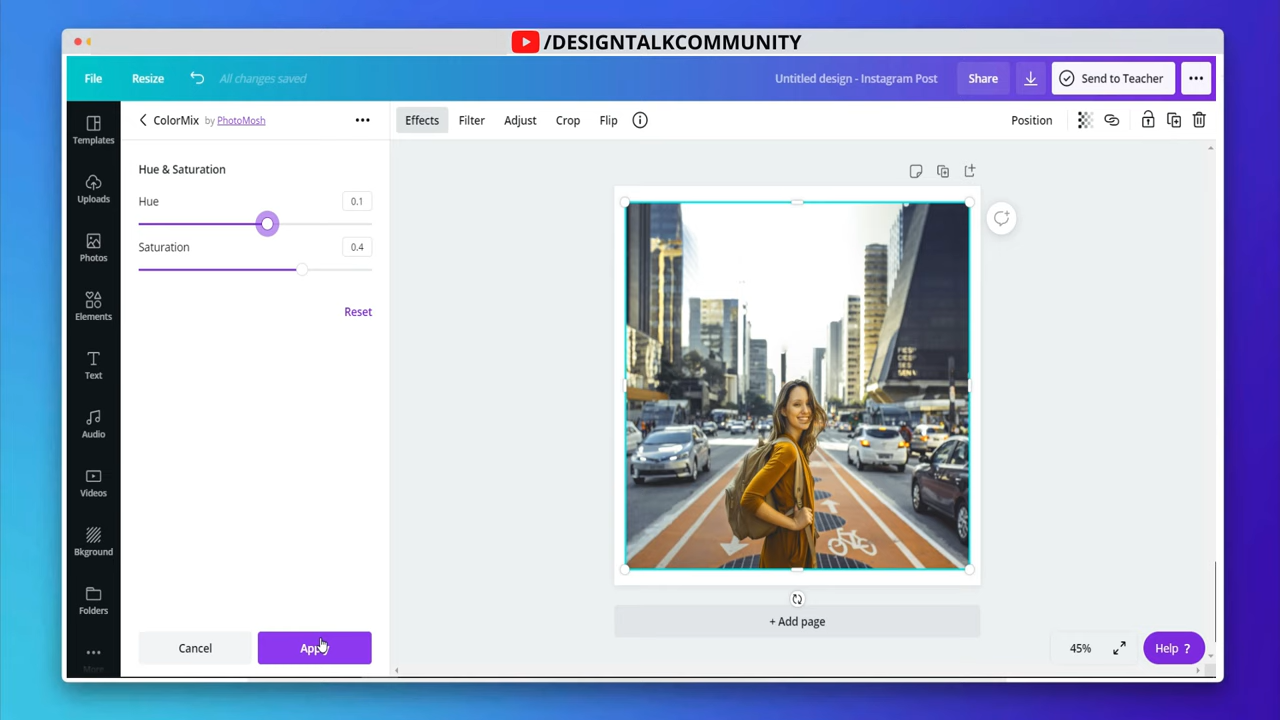 /DESIGNTALKCOMMUNITY
File Resize All changes saved Untitled design - Instagram Post Share Send to Teacher
ColorMix by PhotoMosh
Effects Filter Adjust Crop Flip Position
Templates
Uploads
Photos
Elements
Text
Audio
Videos
Bkground
Folders
More
Hue & Saturation
Hue 0.1
Saturation 0.4
Reset
Cancel Apply
+ Add page
45% Help ?